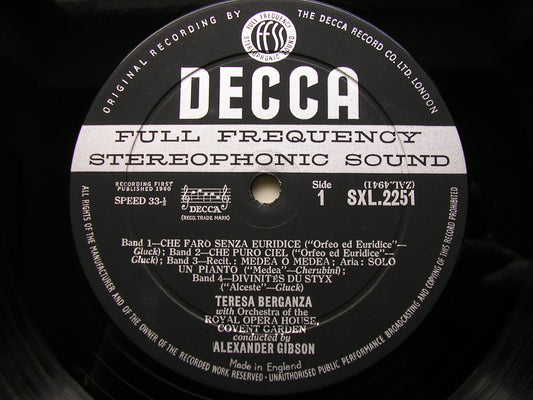 ORIGINAL RECORDING BY THE DECCA RECORD CO. LTD. LONDON
FULL FREQUENCY
ffss
STEREOPHONIC SOUND
DECCA
FULL FREQUENCY
STEREOPHONIC SOUND
RECORDING FIRST
PUBLISHED 1960
SPEED 33⅓
DECCA
(REGD. TRADE MARK)
Side
1
(ZAL.4941)
SXL.2251
Band 1—CHE FARÒ SENZA EURIDICE ("Orfeo ed Euridice"—
Gluck); Band 2—CHE PURO CIEL ("Orfeo ed Euridice"—
Gluck); Band 3—Recit.: MEDEA O MEDEA; Aria: SOLO
UN PIANTO ("Medea"—Cherubini);
Band 4—DIVINITÉS DU STYX
("Alceste"—Gluck)
TERESA BERGANZA
with Orchestra of the
ROYAL OPERA HOUSE,
COVENT GARDEN
conducted by
ALEXANDER GIBSON
Made in England
ALL RIGHTS OF THE MANUFACTURER AND OF THE OWNER OF THE RECORDED WORK RESERVED · UNAUTHORISED PUBLIC PERFORMANCE BROADCASTING AND COPYING OF THIS RECORD PROHIBITED